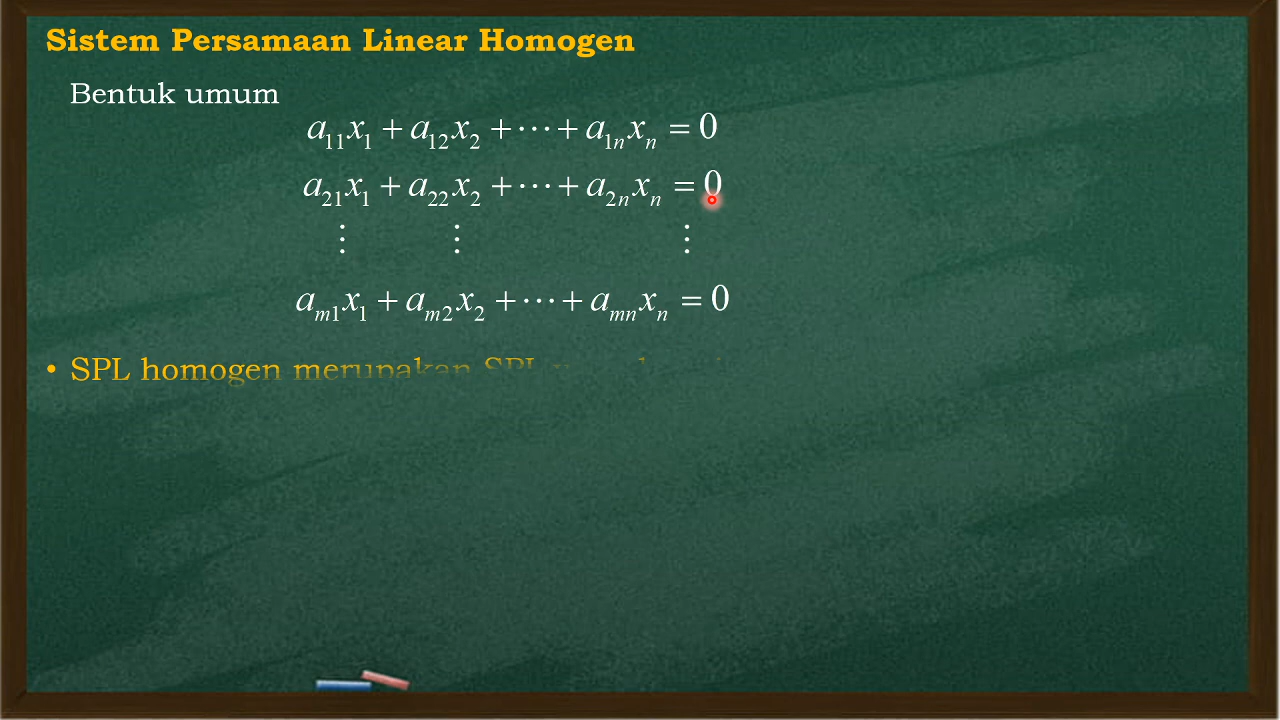 Sistem Persamaan Linear Homogen
Bentuk umum
a₁₁x₁ + a₁₂x₂ + ⋯ + a₁ₙxₙ = 0
a₂₁x₁ + a₂₂x₂ + ⋯ + a₂ₙxₙ = 0
⋮ ⋮ ⋮
aₘ₁x₁ + aₘ₂x₂ + ⋯ + aₘₙxₙ = 0
• SPL homogen merupakan SPL